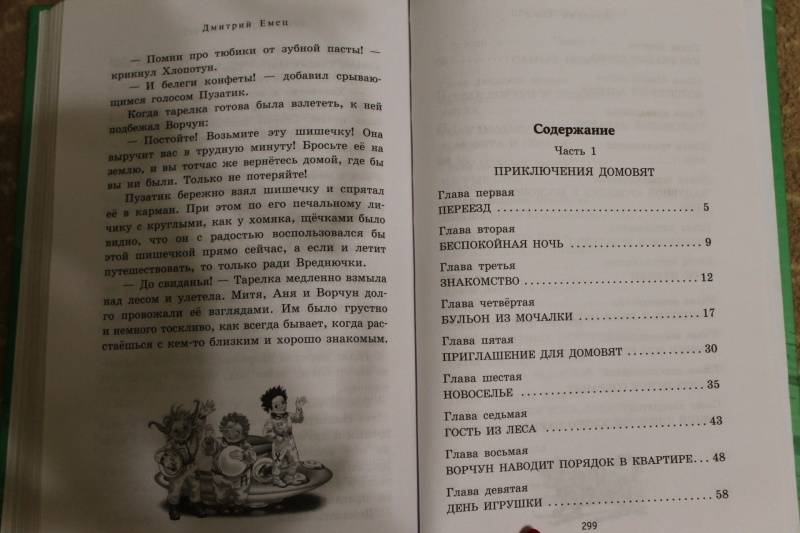 Дмитрий Емец
— Помни про тюбики от зубной пасты! —
крикнул Хлопотун.
— И белеги конфеты! — добавил срываю-
щимся голосом Пузатик.
Когда тарелка готова была взлететь, к ней
подбежал Ворчун:
— Постойте! Возьмите эту шишечку! Она
выручит вас в трудную минуту! Бросьте её на
землю, и вы тотчас же вернётесь домой, где бы
вы ни были. Только не потеряйте!
Пузатик бережно взял шишечку и спрятал
её в карман. При этом по его печальному ли-
чику с круглыми, как у хомяка, щёчками было
видно, что он с радостью воспользовался бы
этой шишечкой прямо сейчас, а если и летит
путешествовать, то только ради Вреднючки.
— До свиданья! — Тарелка медленно взмыла
над лесом и улетела. Митя, Аня и Ворчун дол-
го провожали её взглядами. Им было грустно
и немного тоскливо, как всегда бывает, когда рас-
стаёшься с кем-то близким и хорошо знакомым.
Содержание
Часть 1
ПРИКЛЮЧЕНИЯ ДОМОВЯТ
Глава первая
ПЕРЕЕЗД .............................. 5
Глава вторая
БЕСПОКОЙНАЯ НОЧЬ .................... 9
Глава третья
ЗНАКОМСТВО .......................... 12
Глава четвёртая
БУЛЬОН ИЗ МОЧАЛКИ .................. 17
Глава пятая
ПРИГЛАШЕНИЕ ДЛЯ ДОМОВЯТ ............ 30
Глава шестая
НОВОСЕЛЬЕ ........................... 35
Глава седьмая
ГОСТЬ ИЗ ЛЕСА ....................... 43
Глава восьмая
ВОРЧУН НАВОДИТ ПОРЯДОК В КВАРТИРЕ... 48
Глава девятая
ДЕНЬ ИГРУШКИ ........................ 58
299